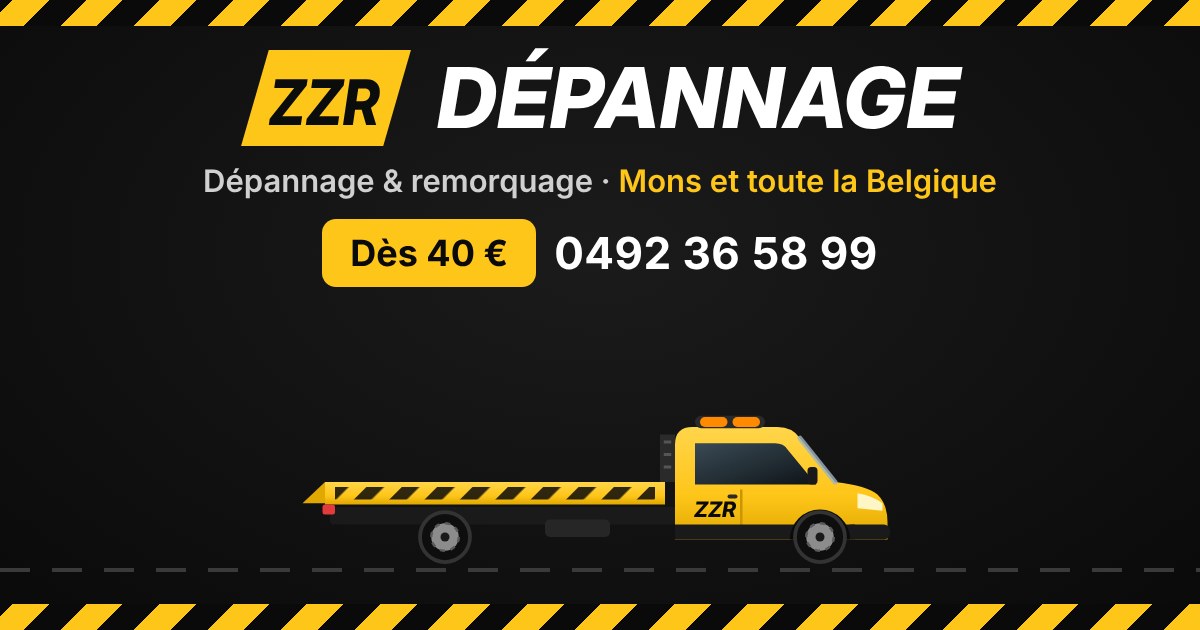 ZZR DÉPANNAGE
Dépannage & remorquage · Mons et toute la Belgique
Dès 40 € 0492 36 58 99
ZZR